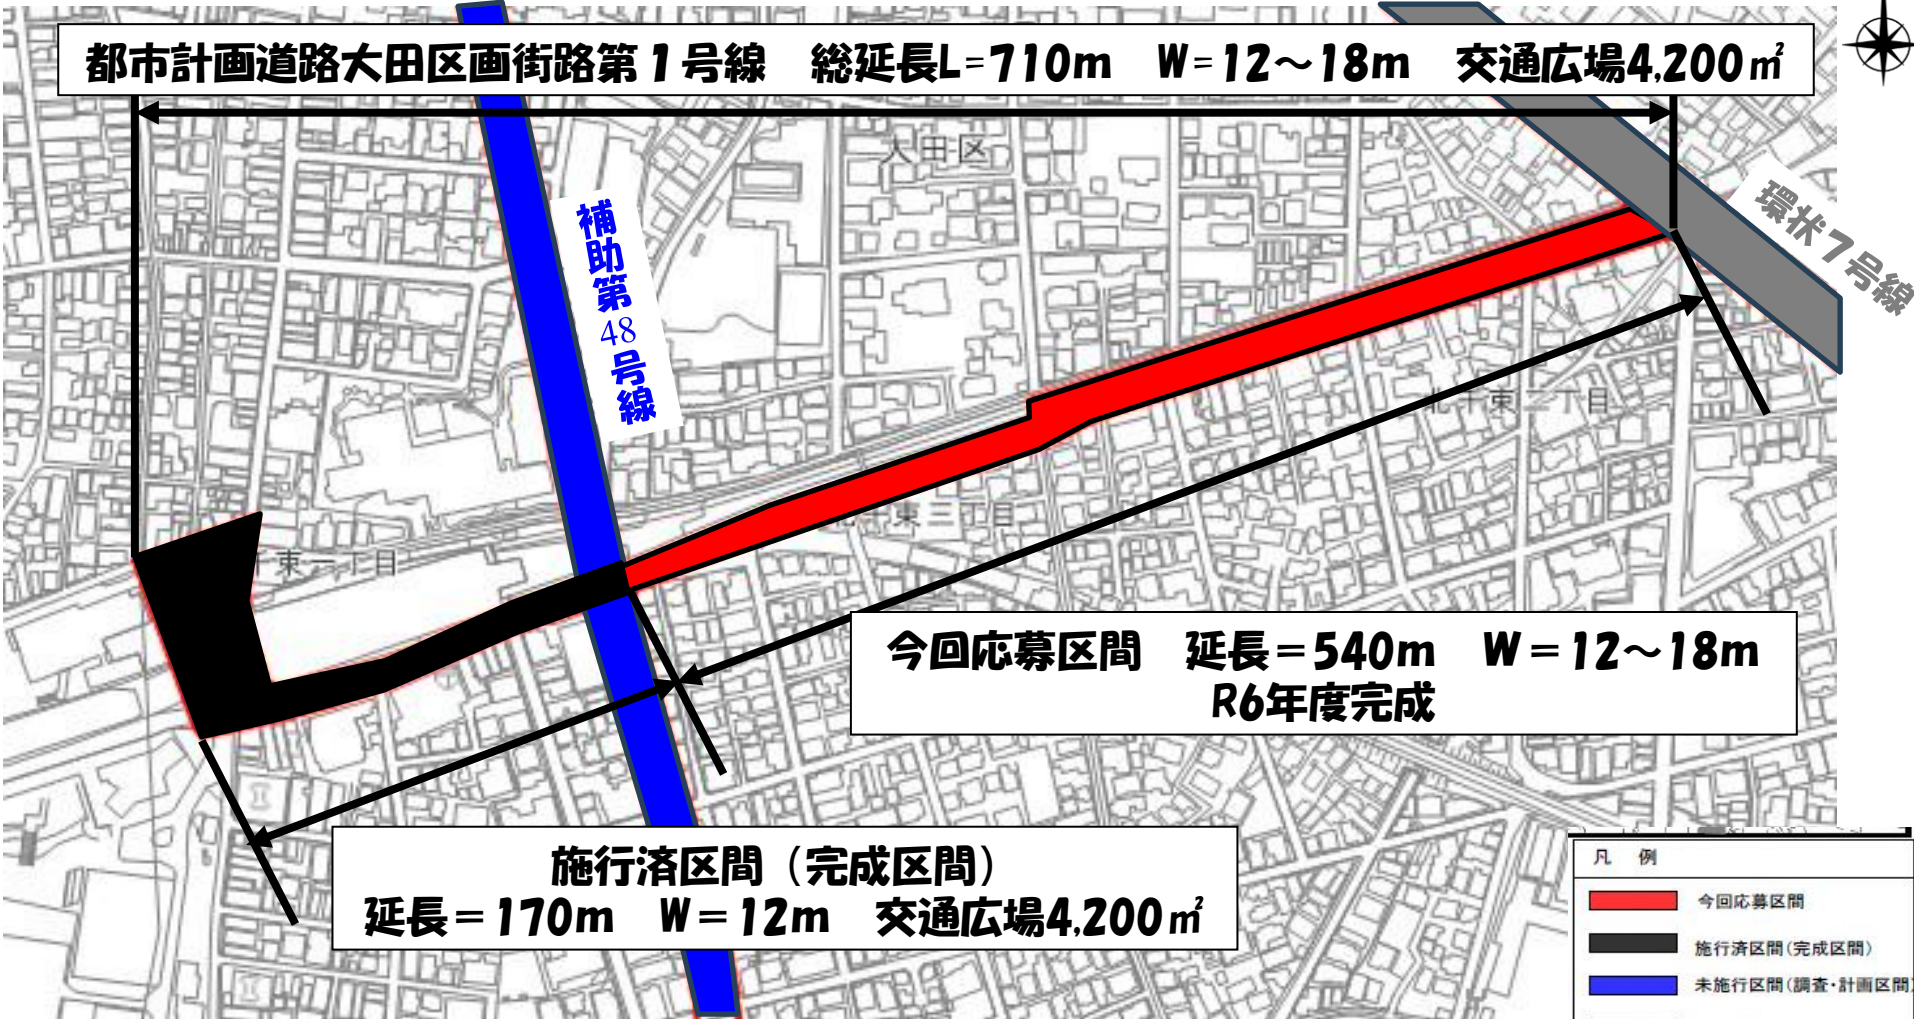 都市計画道路大田区画街路第1号線　総延長L=710m　W=12～18m　交通広場4,200㎡
大田区
補助第48号線
環状7号線
北千束二丁目
北千束三丁目
千束一丁目
今回応募区間　延長＝540m　W＝12～18m
R6年度完成
施行済区間（完成区間）
延長＝170m　W＝12m　交通広場4,200㎡
凡　例
今回応募区間
施行済区間(完成区間)
未施行区間(調査・計画区間)